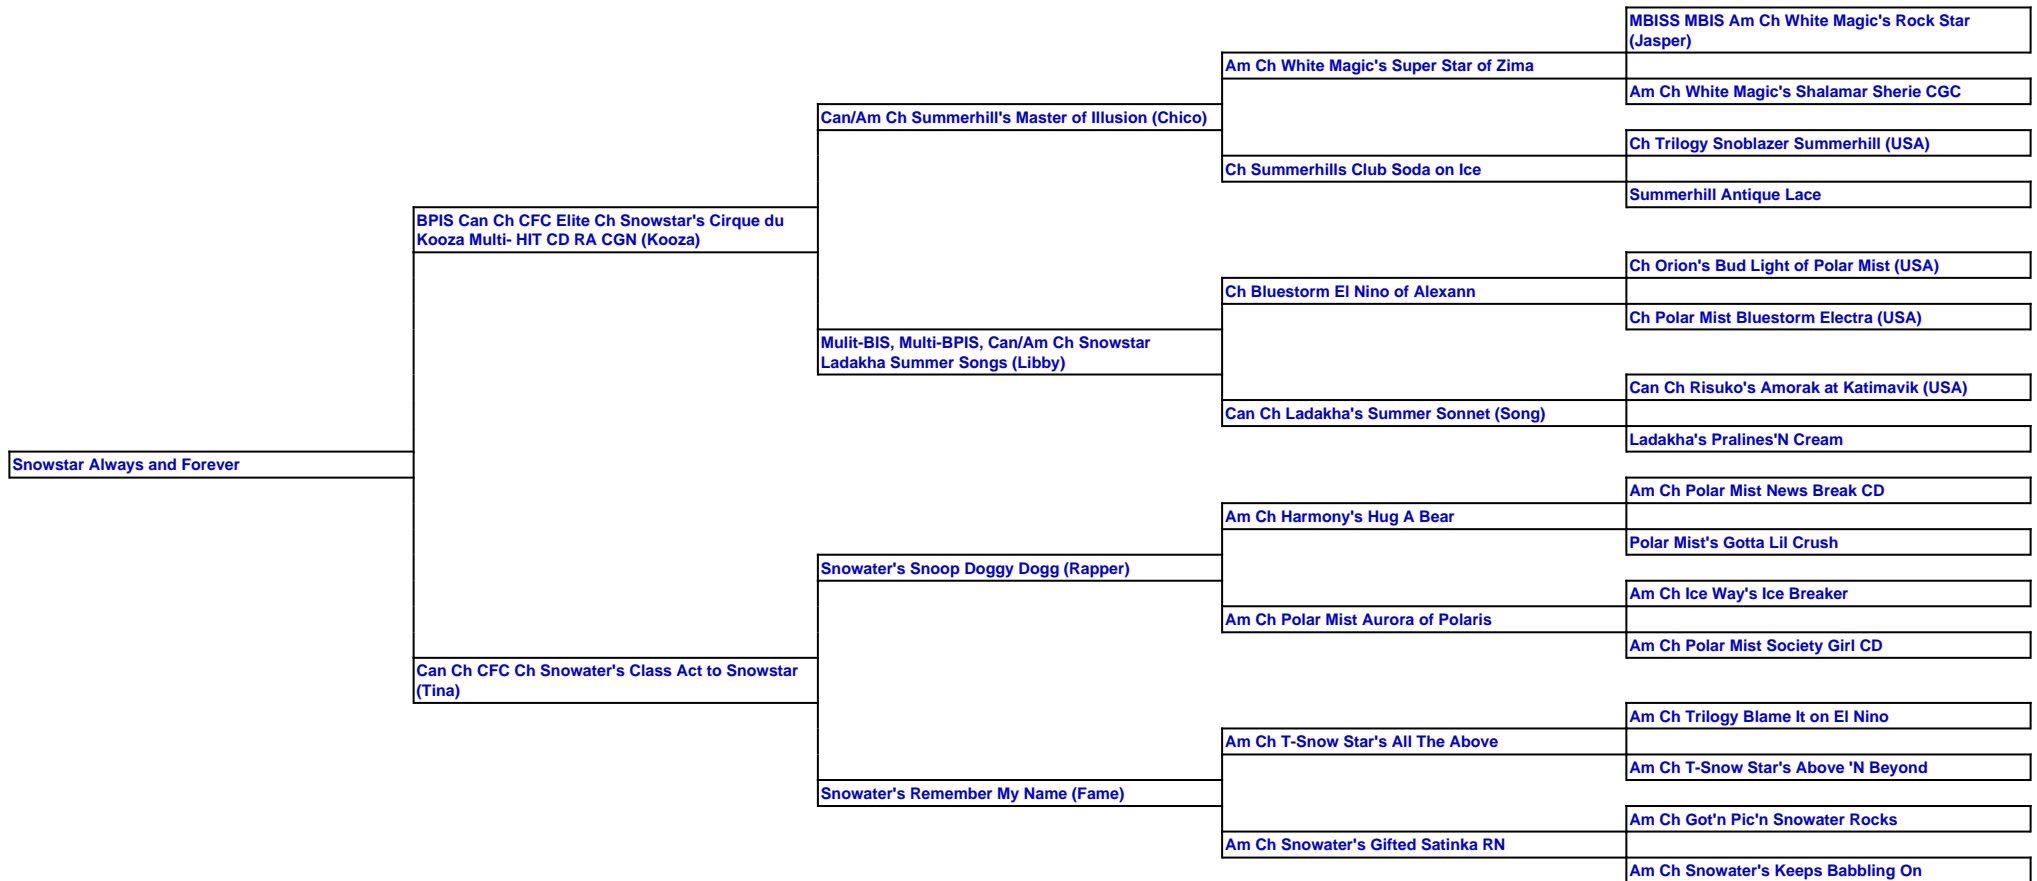 MBISS MBIS Am Ch White Magic's Rock Star
(Jasper)
Am Ch White Magic's Super Star of Zima
Am Ch White Magic's Shalamar Sherie CGC
Can/Am Ch Summerhill's Master of Illusion (Chico)
Ch Trilogy Snoblazer Summerhill (USA)
Ch Summerhills Club Soda on Ice
Summerhill Antique Lace
BPIS Can Ch CFC Elite Ch Snowstar's Cirque du
Kooza Multi- HIT CD RA CGN (Kooza)
Ch Orion's Bud Light of Polar Mist (USA)
Ch Bluestorm El Nino of Alexann
Ch Polar Mist Bluestorm Electra (USA)
Mulit-BIS, Multi-BPIS, Can/Am Ch Snowstar
Ladakha Summer Songs (Libby)
Can Ch Risuko's Amorak at Katimavik (USA)
Can Ch Ladakha's Summer Sonnet (Song)
Ladakha's Pralines'N Cream
Snowstar Always and Forever
Am Ch Polar Mist News Break CD
Am Ch Harmony's Hug A Bear
Polar Mist's Gotta Lil Crush
Snowater's Snoop Doggy Dogg (Rapper)
Am Ch Ice Way's Ice Breaker
Am Ch Polar Mist Aurora of Polaris
Am Ch Polar Mist Society Girl CD
Can Ch CFC Ch Snowater's Class Act to Snowstar
(Tina)
Am Ch Trilogy Blame It on El Nino
Am Ch T-Snow Star's All The Above
Am Ch T-Snow Star's Above 'N Beyond
Snowater's Remember My Name (Fame)
Am Ch Got'n Pic'n Snowater Rocks
Am Ch Snowater's Gifted Satinka RN
Am Ch Snowater's Keeps Babbling On